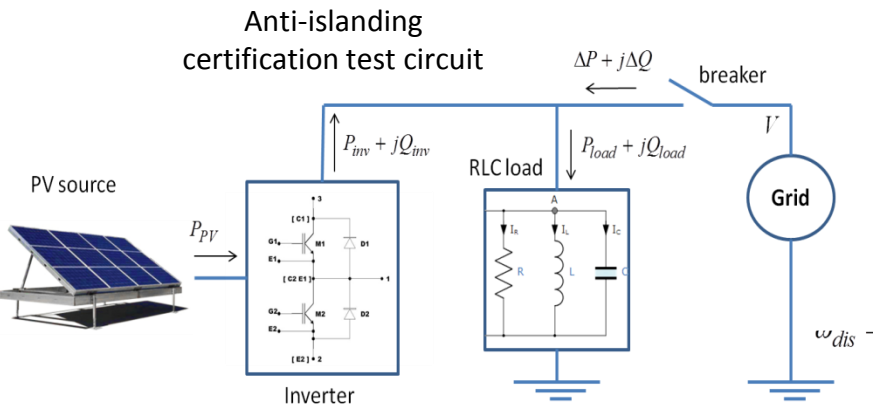 Anti-islanding
certification test circuit
ΔP + jΔQ
breaker
V
P_inv + jQ_inv
P_load + jQ_load
RLC load
PV source
P_PV
Grid
3
[ C1 ]
G1
M1
D1
E1
[ C2 E1 ]
1
G2
M2
D2
E2
[ E2 ]
2
A
I_R
I_L
I_C
R
L
C
ω_dis
Inverter